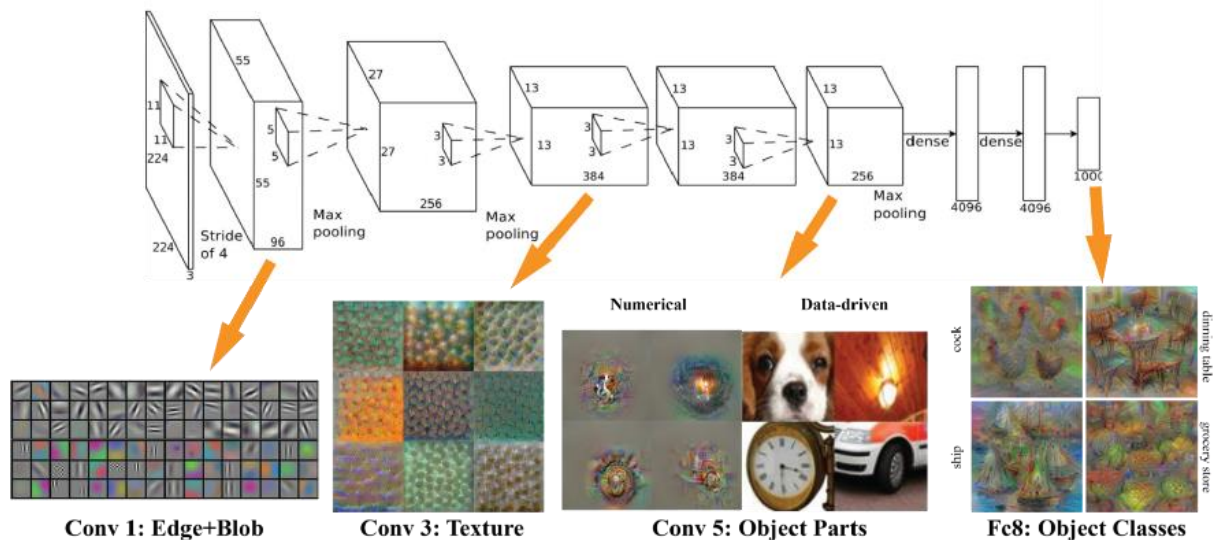 11
11
224
224
3
Stride
of 4
55
55
5
5
96
Max
pooling
27
27
3
3
256
Max
pooling
13
13
3
3
384
13
3
3
384
13
13
256
Max
pooling
dense
4096
dense
4096
1000
Numerical
Data-driven
cock
ship
dinning table
grocery store
Conv 1: Edge+Blob
Conv 3: Texture
Conv 5: Object Parts
Fc8: Object Classes